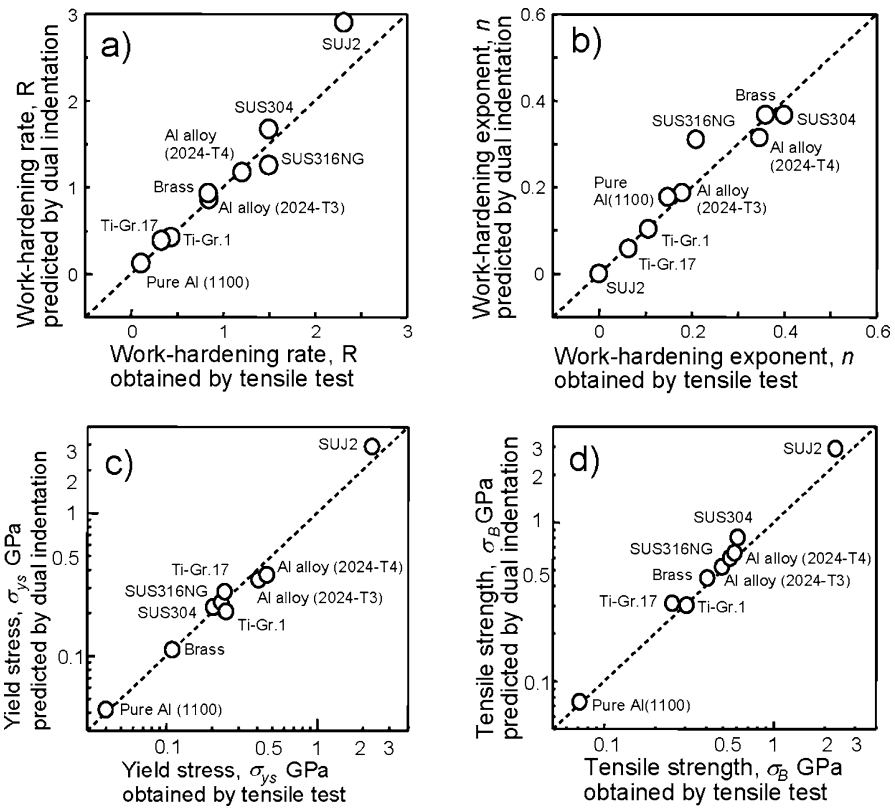 a)
Work-hardening rate, R
predicted by dual indentation
3
2
1
0
SUJ2
SUS304
Al alloy
(2024-T4)
SUS316NG
Brass
Al alloy (2024-T3)
Ti-Gr.17
Ti-Gr.1
Pure Al (1100)
0 1 2 3
Work-hardening rate, R
obtained by tensile test
b)
Work-hardening exponent, n
predicted by dual indentation
0.6
0.4
0.2
0
Brass
SUS316NG
SUS304
Al alloy
(2024-T4)
Pure
Al(1100)
Al alloy
(2024-T3)
Ti-Gr.1
Ti-Gr.17
SUJ2
0 0.2 0.4 0.6
Work-hardening exponent, n
obtained by tensile test
c)
Yield stress, σys GPa
predicted by dual indentation
3
2
1
0.5
0.1
SUJ2
Ti-Gr.17
Al alloy (2024-T4)
SUS316NG
Al alloy (2024-T3)
SUS304
Ti-Gr.1
Brass
Pure Al (1100)
0.1 0.5 1 2 3
Yield stress, σys GPa
obtained by tensile test
d)
Tensile strength, σB GPa
predicted by dual indentation
3
2
1
0.5
0.1
SUJ2
SUS304
SUS316NG
Al alloy (2024-T4)
Brass
Al alloy (2024-T3)
Ti-Gr.17
Ti-Gr.1
Pure Al(1100)
0.1 0.5 1 2 3
Tensile strength, σB GPa
obtained by tensile test